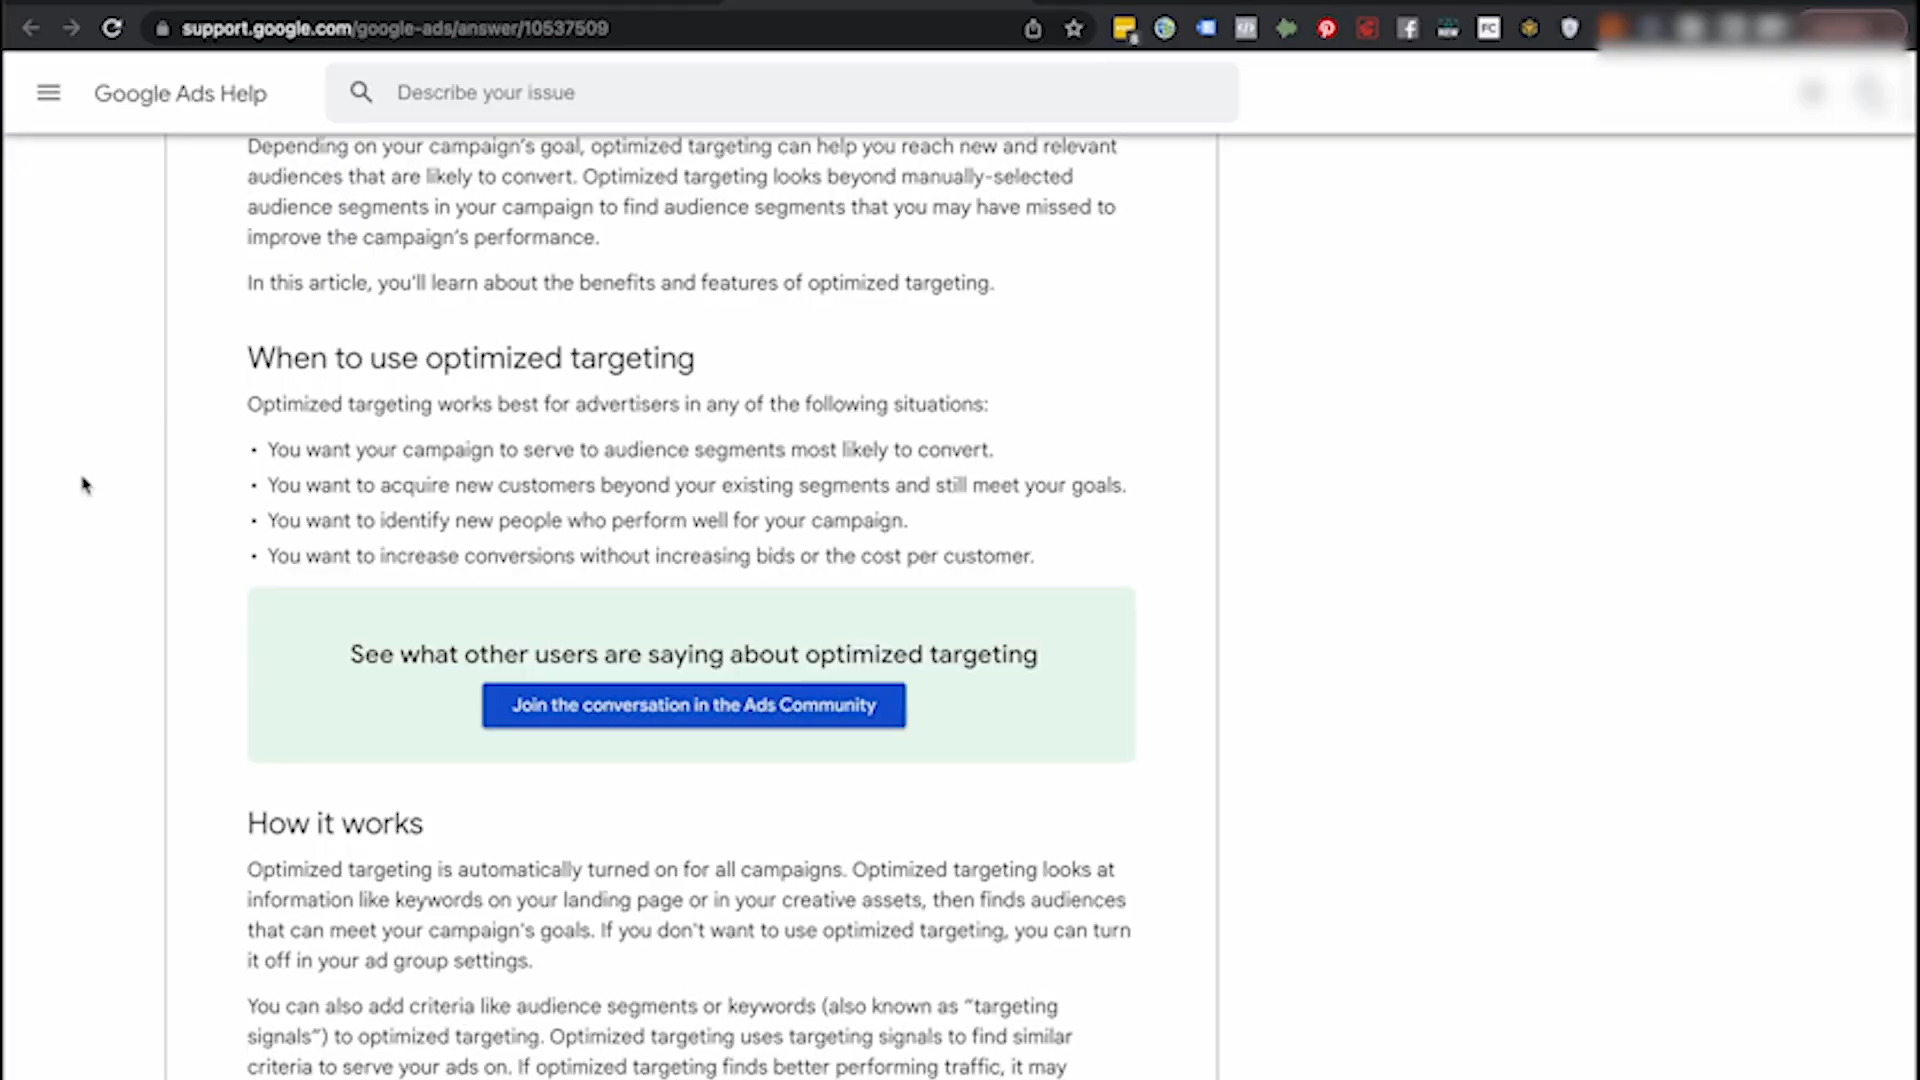 support.google.com/google-ads/answer/10537509
FC
Google Ads Help
Describe your issue
Depending on your campaign's goal, optimized targeting can help you reach new and relevant
audiences that are likely to convert. Optimized targeting looks beyond manually-selected
audience segments in your campaign to find audience segments that you may have missed to
improve the campaign's performance.
In this article, you'll learn about the benefits and features of optimized targeting.
When to use optimized targeting
Optimized targeting works best for advertisers in any of the following situations:
• You want your campaign to serve to audience segments most likely to convert.
• You want to acquire new customers beyond your existing segments and still meet your goals.
• You want to identify new people who perform well for your campaign.
• You want to increase conversions without increasing bids or the cost per customer.
See what other users are saying about optimized targeting
Join the conversation in the Ads Community
How it works
Optimized targeting is automatically turned on for all campaigns. Optimized targeting looks at
information like keywords on your landing page or in your creative assets, then finds audiences
that can meet your campaign's goals. If you don't want to use optimized targeting, you can turn
it off in your ad group settings.
You can also add criteria like audience segments or keywords (also known as “targeting
signals”) to optimized targeting. Optimized targeting uses targeting signals to find similar
criteria to serve your ads on. If optimized targeting finds better performing traffic, it may